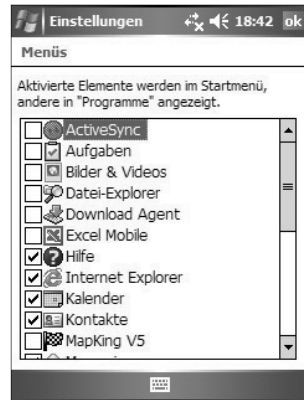 Einstellungen 18:42 ok
Menüs
Aktivierte Elemente werden im Startmenü,
andere in "Programme" angezeigt.
ActiveSync
Aufgaben
Bilder & Videos
Datei-Explorer
Download Agent
Excel Mobile
Hilfe
Internet Explorer
Kalender
Kontakte
MapKing V5